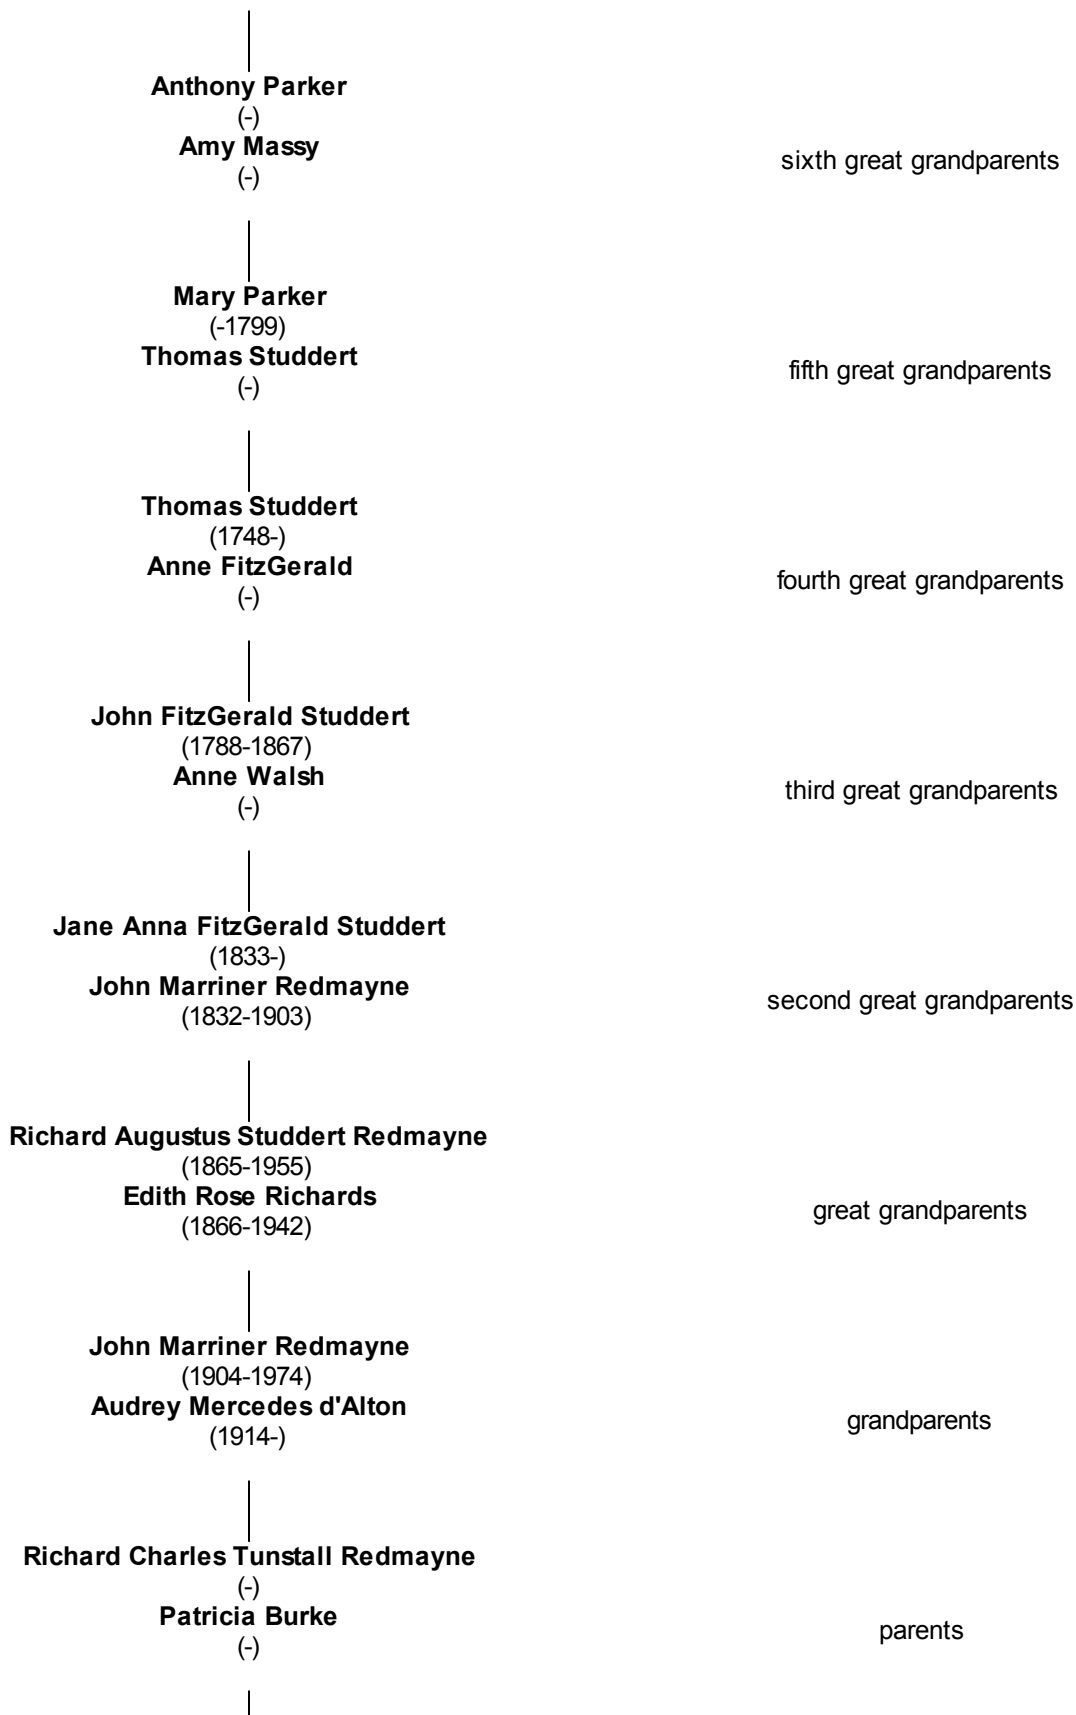 Anthony Parker
(-)
Amy Massy
(-)
sixth great grandparents
Mary Parker
(-1799)
Thomas Studdert
(-)
fifth great grandparents
Thomas Studdert
(1748-)
Anne FitzGerald
(-)
fourth great grandparents
John FitzGerald Studdert
(1788-1867)
Anne Walsh
(-)
third great grandparents
Jane Anna FitzGerald Studdert
(1833-)
John Marriner Redmayne
(1832-1903)
second great grandparents
Richard Augustus Studdert Redmayne
(1865-1955)
Edith Rose Richards
(1866-1942)
great grandparents
John Marriner Redmayne
(1904-1974)
Audrey Mercedes d'Alton
(1914-)
grandparents
Richard Charles Tunstall Redmayne
(-)
Patricia Burke
(-)
parents